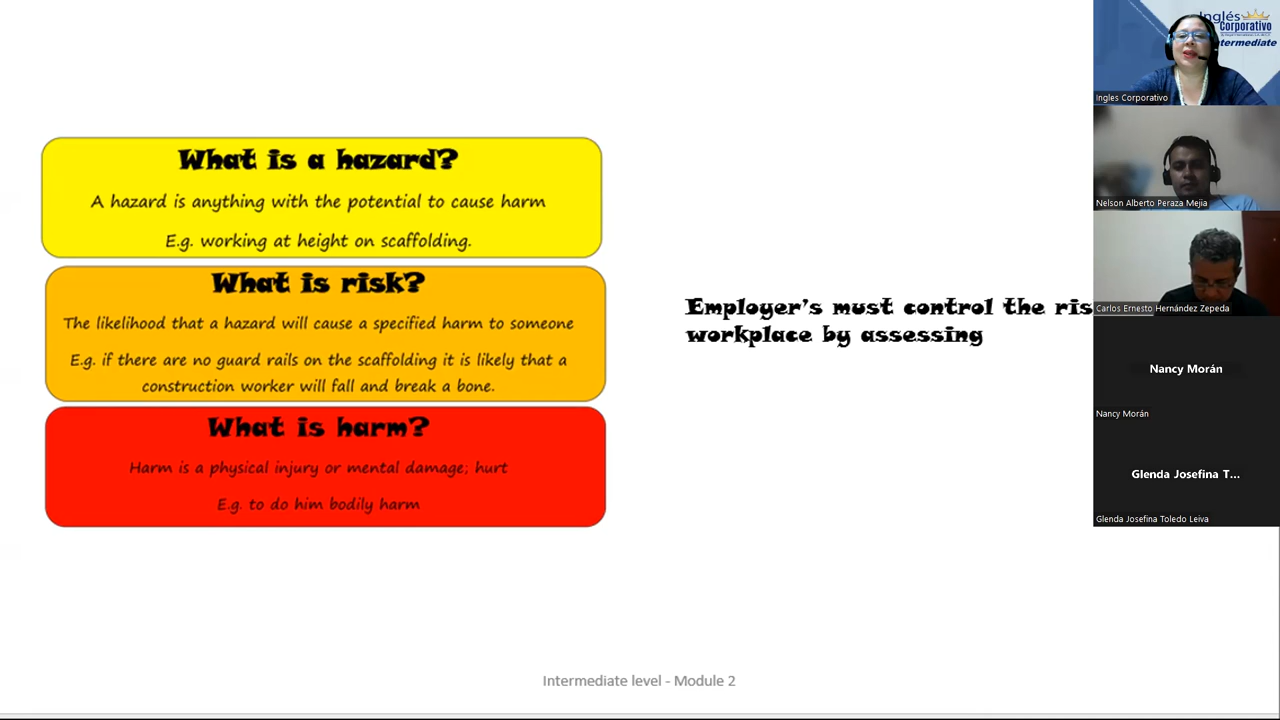 What is a hazard?
A hazard is anything with the potential to cause harm
E.g. working at height on scaffolding.
What is risk?
The likelihood that a hazard will cause a specified harm to someone
E.g. if there are no guard rails on the scaffolding it is likely that a
construction worker will fall and break a bone.
What is harm?
Harm is a physical injury or mental damage; hurt
E.g. to do him bodily harm
Employer's must control the ris
workplace by assessing
Intermediate level - Module 2
Inglés
Corporativo
Intermediate
Ingles Corporativo
Nelson Alberto Peraza Mejia
Carlos Ernesto Hernández Zepeda
Nancy Morán
Nancy Morán
Glenda Josefina T...
Glenda Josefina Toledo Leiva